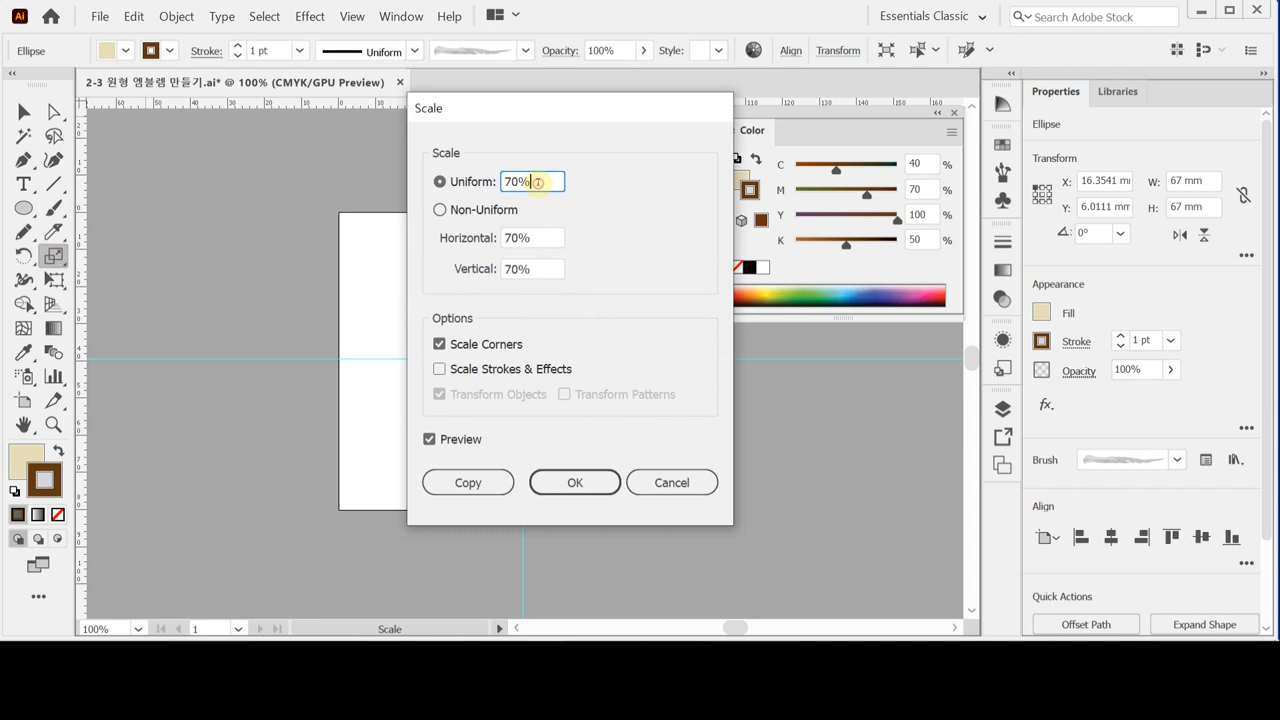 Ai File Edit Object Type Select Effect View Window Help Essentials Classic Search Adobe Stock
Ellipse Stroke: 1 pt Uniform Opacity: 100% Style: Align Transform
2-3 원형 엠블렘 만들기.ai* @ 100% (CMYK/GPU Preview)
Scale
Scale
Uniform: 70%
Non-Uniform
Horizontal: 70%
Vertical: 70%
Options
Scale Corners
Scale Strokes & Effects
Transform Objects Transform Patterns
Preview
Copy OK Cancel
Color
C 40 %
M 70 %
Y 100 %
K 50 %
Properties Libraries
Ellipse
Transform
X: 16.3541 mm W: 67 mm
Y: 6.0111 mm H: 67 mm
0°
Appearance
Fill
Stroke 1 pt
Opacity 100%
fx.
Brush
Align
Quick Actions
Offset Path Expand Shape
100% 1 Scale